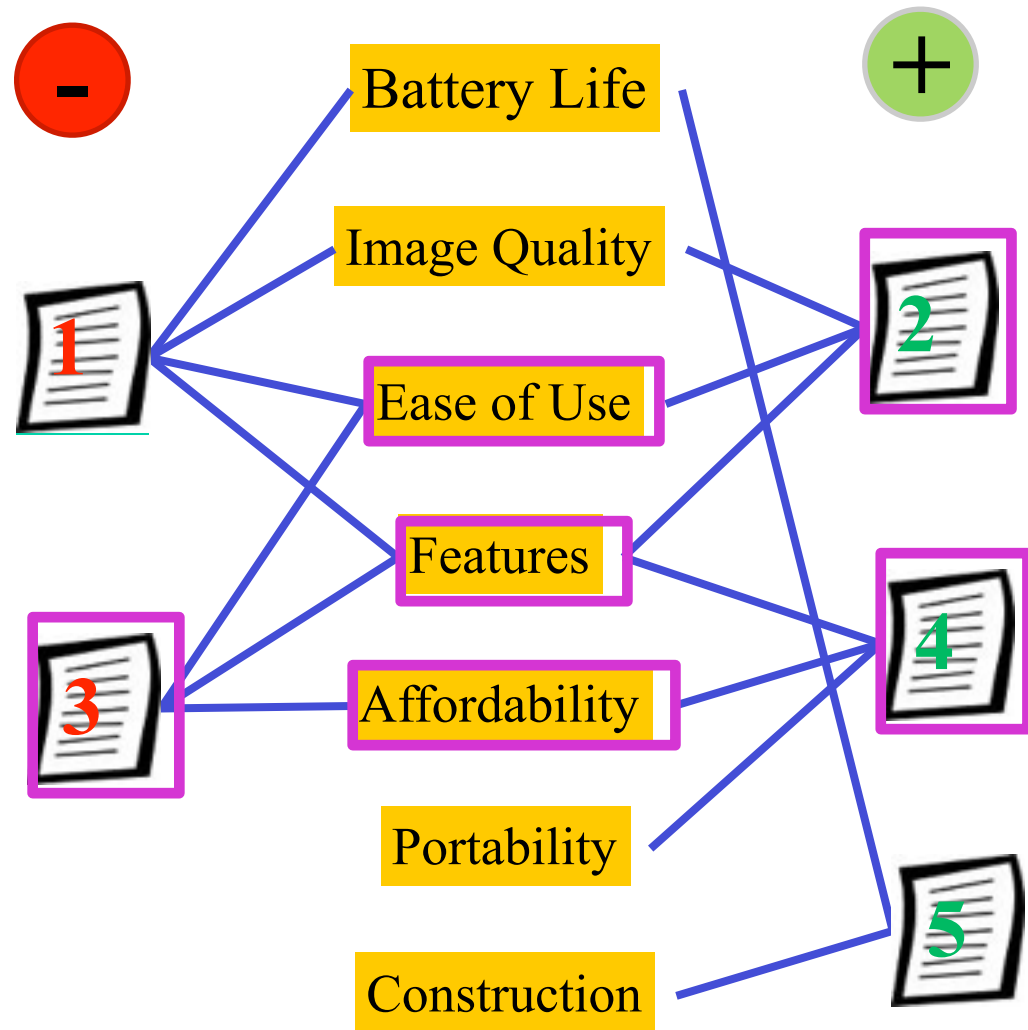 -
+
Battery Life
Image Quality
1
2
Ease of Use
Features
3
4
Affordability
Portability
5
Construction